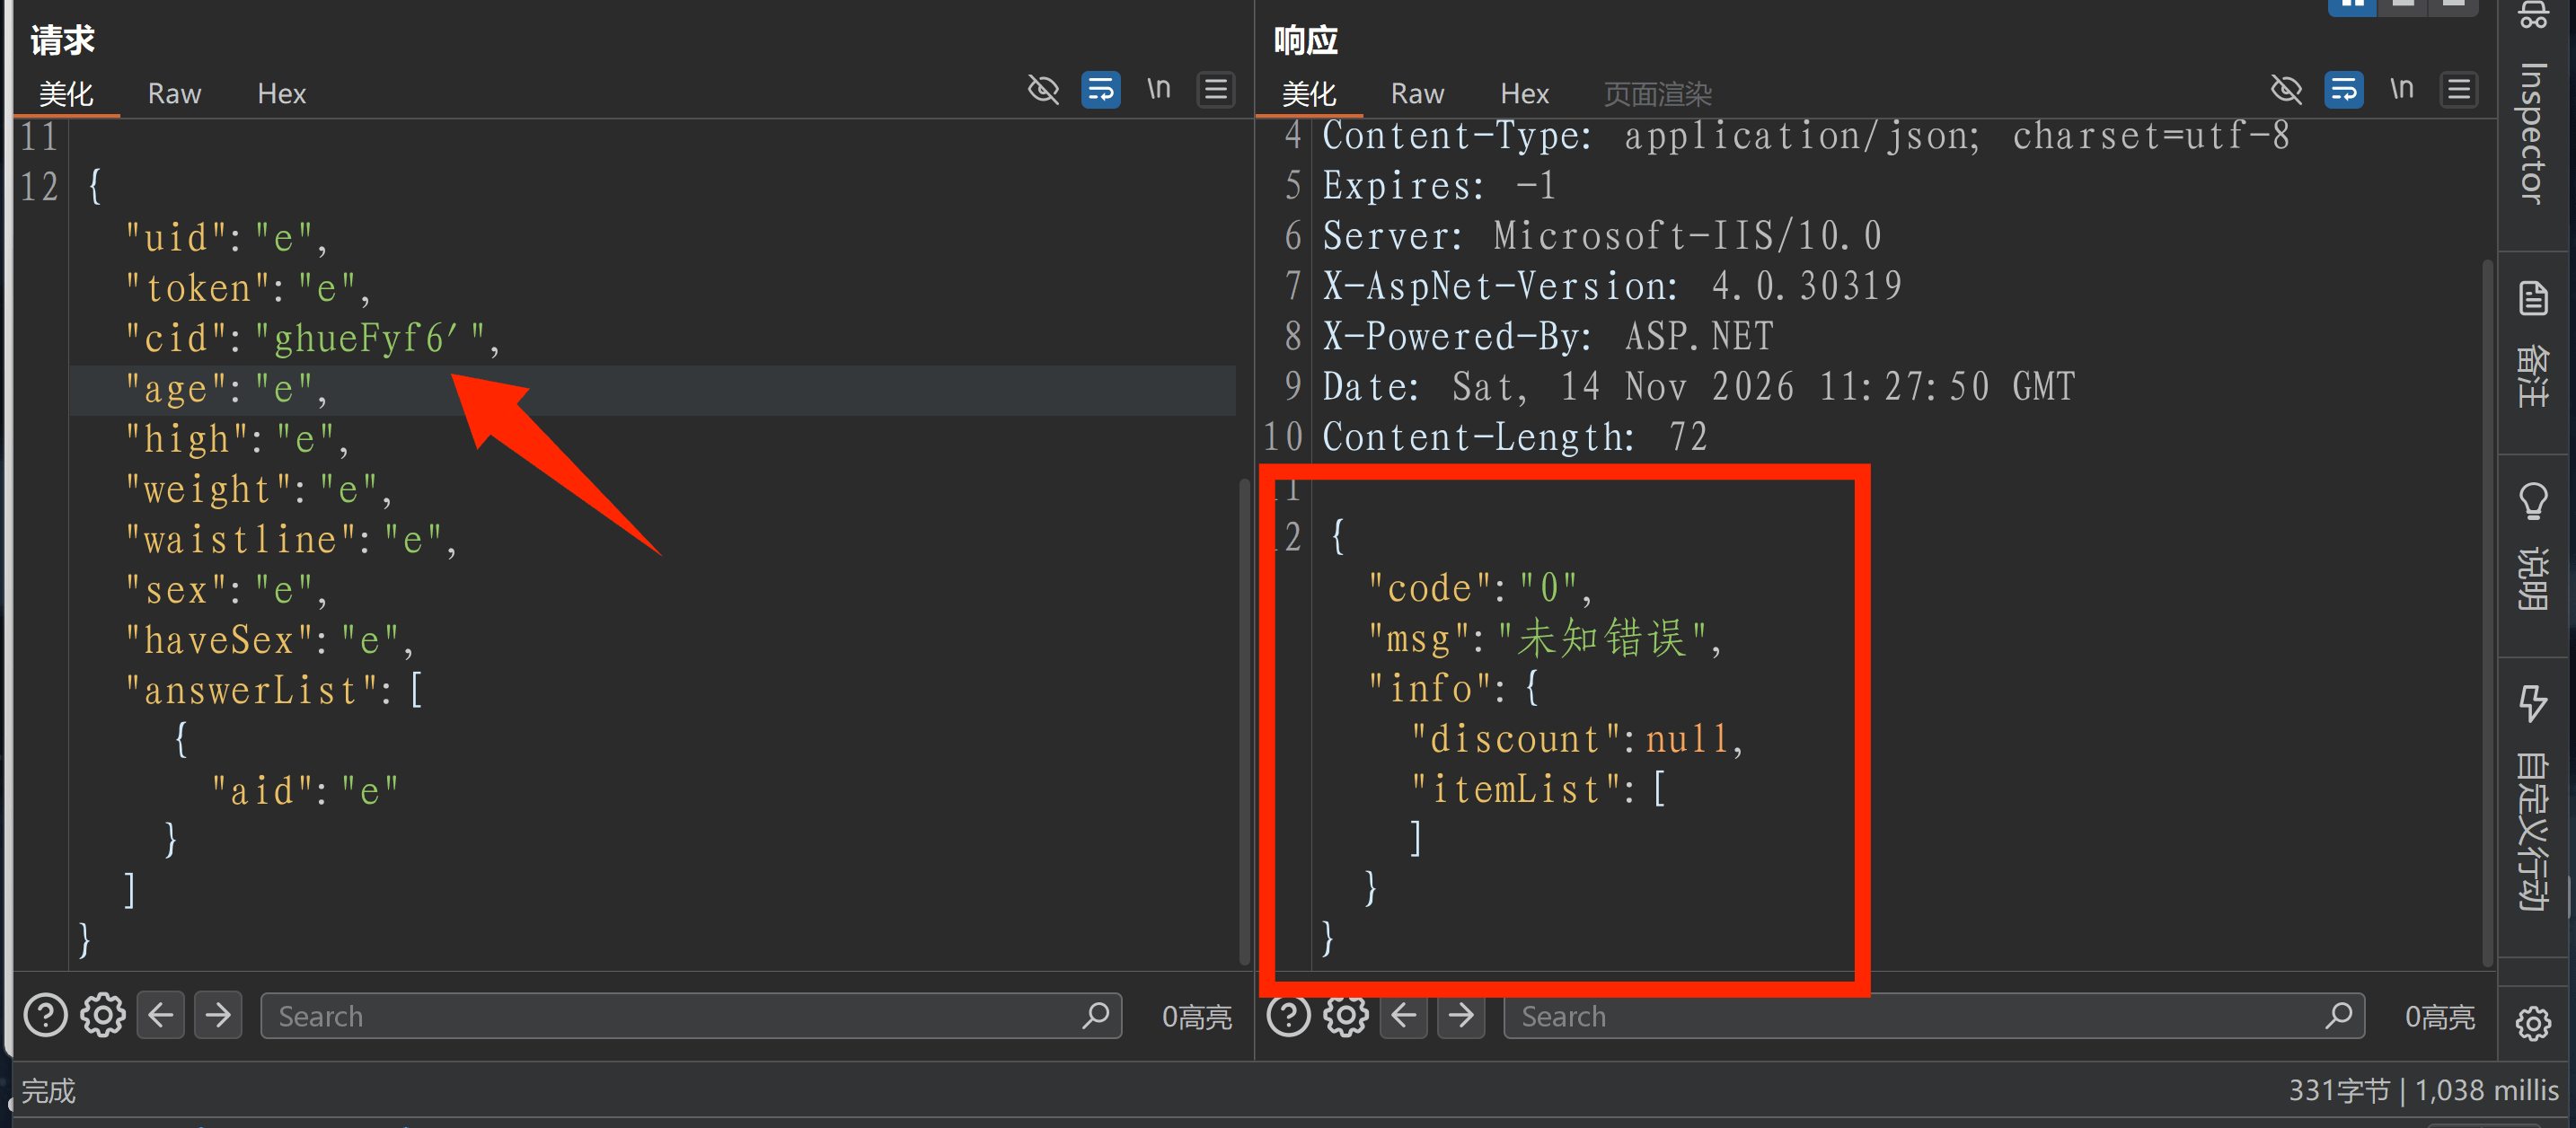 请求
美化 Raw Hex \n
11
12 {
"uid":"e",
"token":"e",
"cid":"ghueFyf6'",
"age":"e",
"high":"e",
"weight":"e",
"waistline":"e",
"sex":"e",
"haveSex":"e",
"answerList":[
{
"aid":"e"
}
]
}
Search 0高亮
响应
美化 Raw Hex 页面渲染 \n
4 Content-Type: application/json; charset=utf-8
5 Expires: -1
6 Server: Microsoft-IIS/10.0
7 X-AspNet-Version: 4.0.30319
8 X-Powered-By: ASP.NET
9 Date: Sat, 14 Nov 2026 11:27:50 GMT
10 Content-Length: 72
11
12 {
"code":"0",
"msg":"未知错误",
"info":{
"discount":null,
"itemList":[
]
}
}
Search 0高亮
Inspector
备注
说明
自定义行动
完成
331字节 | 1,038 millis